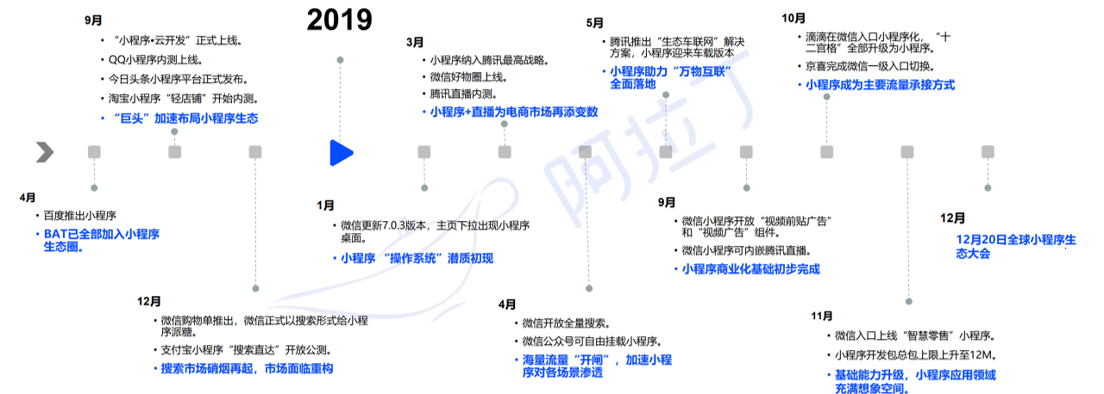 9月
• “小程序•云开发”正式上线。
• QQ小程序内测上线。
• 今日头条小程序平台正式发布。
• 淘宝小程序“轻店铺”开始内测。
• “巨头”加速布局小程序生态
4月
• 百度推出小程序
• BAT已全部加入小程序
生态圈。
12月
• 微信购物单推出，微信正式以搜索形式给小程
序派糖。
• 支付宝小程序“搜索直达”开放公测。
• 搜索市场硝烟再起，市场面临重构
2019
1月
• 微信更新7.0.3版本，主页下拉出现小程序
桌面。
• 小程序 “操作系统”潜质初现
3月
• 小程序纳入腾讯最高战略。
• 微信好物圈上线。
• 腾讯直播内测。
• 小程序+直播为电商市场再添变数
4月
• 微信开放全量搜索。
• 微信公众号可自由挂载小程序。
• 海量流量“开闸”，加速小程
序对各场景渗透
5月
• 腾讯推出“生态车联网”解决
方案，小程序迎来车载版本
• 小程序助力“万物互联”
全面落地
9月
• 微信小程序开放“视频前贴广告”
和“视频广告”组件。
• 微信小程序可内嵌腾讯直播。
• 小程序商业化基础初步完成
10月
• 滴滴在微信入口小程序化，“十
二宫格”全部升级为小程序。
• 京喜完成微信一级入口切换。
• 小程序成为主要流量承接方式
11月
• 微信入口上线“智慧零售”小程序。
• 小程序开发包总包上限上升至12M。
• 基础能力升级，小程序应用领域
充满想象空间。
12月
12月20日全球小程序生
态大会
阿拉丁